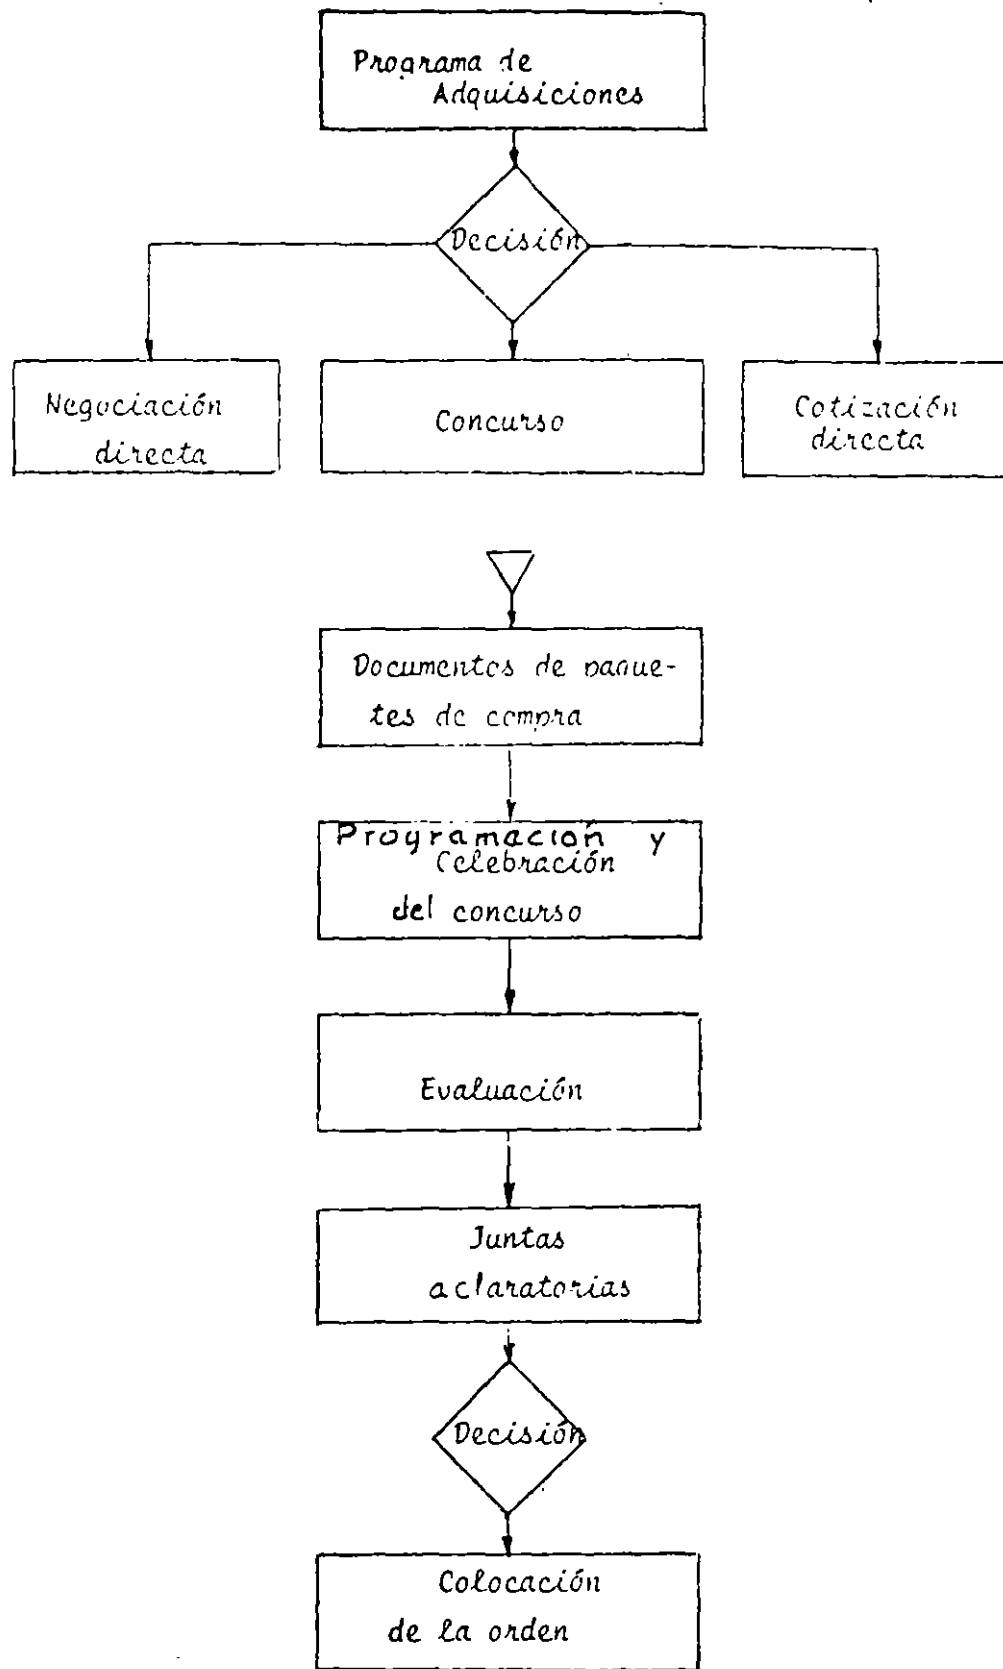 Programa de
Adquisiciones
Decisión
Negociación
directa
Concurso
Cotización
directa
Documentos de paque-
tes de compra
Programación y
Celebración
del concurso
Evaluación
Juntas
aclaratorias
Decisión
Colocación
de la orden